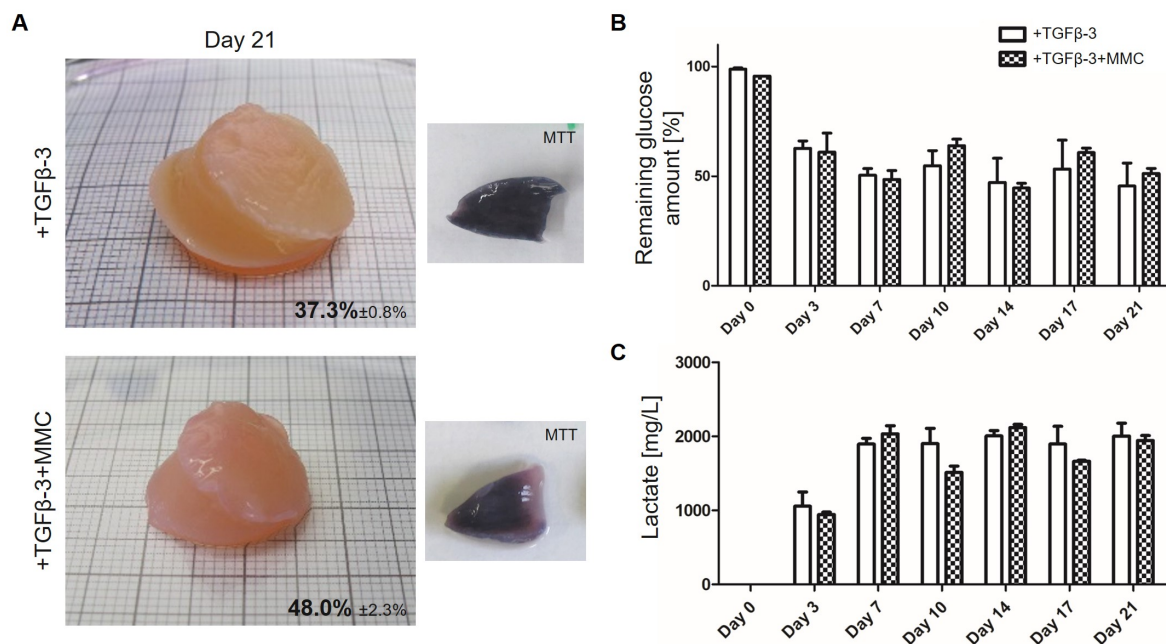 A
Day 21
+TGFβ-3
MTT
37.3%±0.8%
+TGFβ-3+MMC
MTT
48.0% ±2.3%
B
+TGFβ-3
+TGFβ-3+MMC
Remaining glucose
amount [%]
100
50
0
Day 0
Day 3
Day 7
Day 10
Day 14
Day 17
Day 21
C
Lactate [mg/L]
3000
2000
1000
0
Day 0
Day 3
Day 7
Day 10
Day 14
Day 17
Day 21